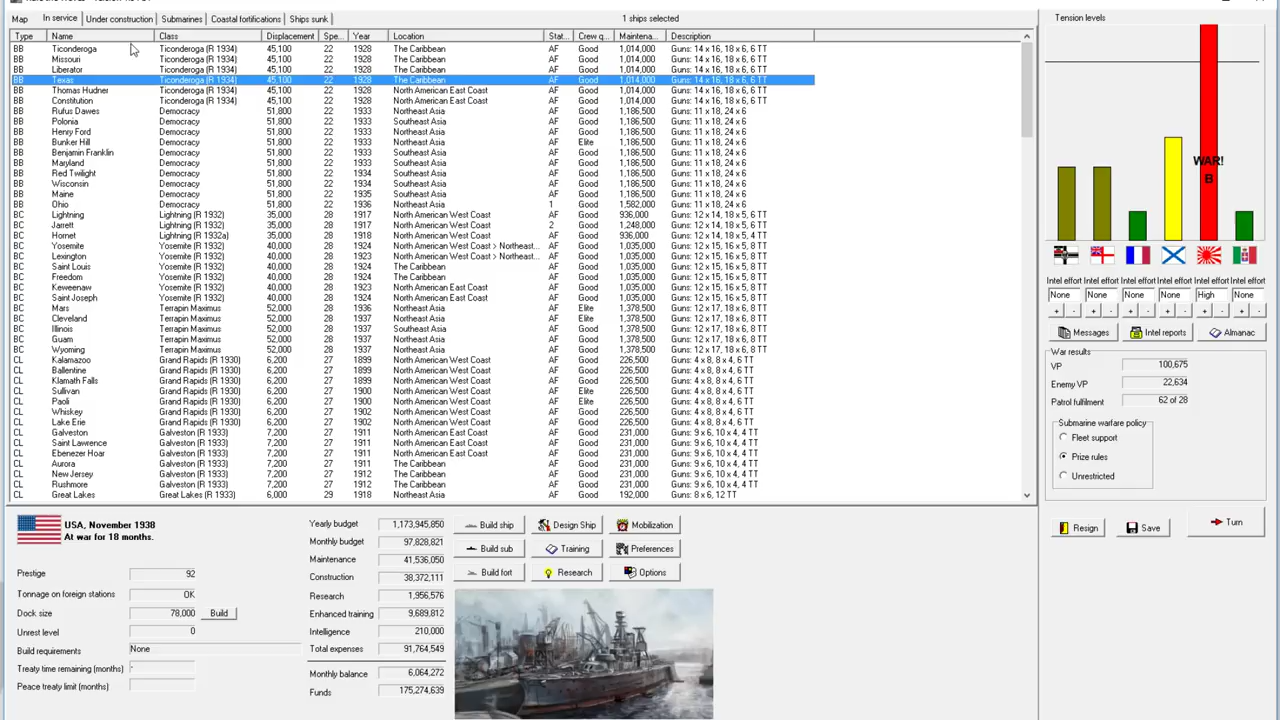 Map In service Under construction Submarines Coastal fortifications Ships sunk 1 ships selected
Type Name Class Displacement Spe... Year Location Stat... Crew q... Maintena... Description
BB Ticonderoga Ticonderoga (R 1934) 45,100 22 1928 The Caribbean AF Good 1,014,000 Guns: 14 x 16, 18 x 6, 6 TT
BB Missouri Ticonderoga (R 1934) 45,100 22 1928 The Caribbean AF Good 1,014,000 Guns: 14 x 16, 18 x 6, 6 TT
BB Liberator Ticonderoga (R 1934) 45,100 22 1928 The Caribbean AF Good 1,014,000 Guns: 14 x 16, 18 x 6, 6 TT
BB Texas Ticonderoga (R 1934) 45,100 22 1928 The Caribbean AF Good 1,014,000 Guns: 14 x 16, 18 x 6, 6 TT
BB Thomas Hudner Ticonderoga (R 1934) 45,100 22 1928 North American East Coast AF Good 1,014,000 Guns: 14 x 16, 18 x 6, 6 TT
BB Constitution Ticonderoga (R 1934) 45,100 22 1928 North American East Coast AF Good 1,014,000 Guns: 14 x 16, 18 x 6, 6 TT
BB Rufus Dawes Democracy 51,800 22 1933 Northeast Asia AF Good 1,186,500 Guns: 11 x 18, 24 x 6
BB Polonia Democracy 51,800 22 1933 Southeast Asia AF Good 1,186,500 Guns: 11 x 18, 24 x 6
BB Henry Ford Democracy 51,800 22 1933 Northeast Asia AF Good 1,186,500 Guns: 11 x 18, 24 x 6
BB Bunker Hill Democracy 51,800 22 1933 Northeast Asia AF Elite 1,186,500 Guns: 11 x 18, 24 x 6
BB Benjamin Franklin Democracy 51,800 22 1933 Southeast Asia AF Good 1,186,500 Guns: 11 x 18, 24 x 6
BB Maryland Democracy 51,800 22 1933 Southeast Asia AF Good 1,186,500 Guns: 11 x 18, 24 x 6
BB Red Twilight Democracy 51,800 22 1934 Southeast Asia AF Good 1,186,500 Guns: 11 x 18, 24 x 6
BB Wisconsin Democracy 51,800 22 1934 Southeast Asia AF Good 1,186,500 Guns: 11 x 18, 24 x 6
BB Maine Democracy 51,800 22 1935 Southeast Asia AF Good 1,186,500 Guns: 11 x 18, 24 x 6
BB Ohio Democracy 51,800 22 1936 Northeast Asia 1 Good 1,582,000 Guns: 11 x 18, 24 x 6
BC Lightning Lightning (R 1932) 35,000 28 1917 North American West Coast AF Good 936,000 Guns: 12 x 14, 18 x 5, 6 TT
BC Jarrett Lightning (R 1932) 35,000 28 1917 North American West Coast 2 Good 1,248,000 Guns: 12 x 14, 18 x 5, 6 TT
BC Hornet Lightning (R 1932a) 35,000 28 1918 North American West Coast AF Good 936,000 Guns: 12 x 14, 18 x 5, 4 TT
BC Yosemite Yosemite (R 1932) 40,000 28 1924 North American West Coast > Northeast... AF Good 1,035,000 Guns: 12 x 15, 16 x 5, 8 TT
BC Lexington Yosemite (R 1932) 40,000 28 1923 North American West Coast > Northeast... AF Good 1,035,000 Guns: 12 x 15, 16 x 5, 8 TT
BC Saint Louis Yosemite (R 1932) 40,000 28 1924 The Caribbean AF Good 1,035,000 Guns: 12 x 15, 16 x 5, 8 TT
BC Freedom Yosemite (R 1932) 40,000 28 1924 The Caribbean AF Good 1,035,000 Guns: 12 x 15, 16 x 5, 8 TT
BC Keweenaw Yosemite (R 1932) 40,000 28 1923 North American East Coast AF Good 1,035,000 Guns: 12 x 15, 16 x 5, 8 TT
BC Saint Joseph Yosemite (R 1932) 40,000 28 1924 North American East Coast AF Good 1,035,000 Guns: 12 x 15, 16 x 5, 8 TT
BC Mars Terrapin Maximus 52,000 28 1936 Northeast Asia AF Elite 1,378,500 Guns: 12 x 17, 18 x 6, 8 TT
BC Cleveland Terrapin Maximus 52,000 28 1936 Northeast Asia AF Elite 1,378,500 Guns: 12 x 17, 18 x 6, 8 TT
BC Illinois Terrapin Maximus 52,000 28 1937 Southeast Asia AF Good 1,378,500 Guns: 12 x 17, 18 x 6, 8 TT
BC Guam Terrapin Maximus 52,000 28 1937 Northeast Asia AF Good 1,378,500 Guns: 12 x 17, 18 x 6, 8 TT
BC Wyoming Terrapin Maximus 52,000 28 1937 Northeast Asia AF Good 1,378,500 Guns: 12 x 17, 18 x 6, 8 TT
CL Kalamazoo Grand Rapids (R 1930) 6,200 27 1899 North American West Coast AF Good 226,500 Guns: 4 x 8, 8 x 4, 6 TT
CL Ballentine Grand Rapids (R 1930) 6,200 27 1899 North American West Coast AF Good 226,500 Guns: 4 x 8, 8 x 4, 6 TT
CL Klamath Falls Grand Rapids (R 1930) 6,200 27 1899 North American East Coast AF Good 226,500 Guns: 4 x 8, 8 x 4, 6 TT
CL Sullivan Grand Rapids (R 1930) 6,200 27 1900 North American West Coast AF Elite 226,500 Guns: 4 x 8, 8 x 4, 6 TT
CL Paoli Grand Rapids (R 1930) 6,200 27 1900 North American West Coast AF Elite 226,500 Guns: 4 x 8, 8 x 4, 6 TT
CL Whiskey Grand Rapids (R 1930) 6,200 27 1902 North American West Coast AF Good 226,500 Guns: 4 x 8, 8 x 4, 6 TT
CL Lake Erie Grand Rapids (R 1930) 6,200 27 1902 North American West Coast AF Good 226,500 Guns: 4 x 8, 8 x 4, 6 TT
CL Galveston Galveston (R 1933) 7,200 27 1911 North American East Coast AF Good 231,000 Guns: 9 x 6, 10 x 4, 4 TT
CL Saint Lawrence Galveston (R 1933) 7,200 27 1911 North American East Coast AF Good 231,000 Guns: 9 x 6, 10 x 4, 4 TT
CL Ebenezer Hoar Galveston (R 1933) 7,200 27 1911 North American East Coast AF Good 231,000 Guns: 9 x 6, 10 x 4, 4 TT
CL Aurora Galveston (R 1933) 7,200 27 1911 The Caribbean AF Good 231,000 Guns: 9 x 6, 10 x 4, 4 TT
CL New Jersey Galveston (R 1933) 7,200 27 1912 The Caribbean AF Good 231,000 Guns: 9 x 6, 10 x 4, 4 TT
CL Rushmore Galveston (R 1933) 7,200 27 1912 The Caribbean AF Good 231,000 Guns: 9 x 6, 10 x 4, 4 TT
CL Great Lakes Great Lakes (R 1933) 6,000 29 1918 Northeast Asia AF Good 192,000 Guns: 8 x 6, 12 TT
USA, November 1938
At war for 18 months.
Prestige 92
Tonnage on foreign stations OK
Dock size 78,000 Build
Unrest level 0
Build requirements None
Treaty time remaining (months) -
Peace treaty limit (months)
Yearly budget 1,173,945,850
Monthly budget 97,828,821
Maintenance 41,536,050
Construction 38,372,111
Research 1,956,576
Enhanced training 9,689,812
Intelligence 210,000
Total expenses 91,764,549
Monthly balance 6,064,272
Funds 175,274,639
Build ship Design Ship Mobilization
Build sub Training Preferences
Build fort Research Options
Tension levels
WAR!
B
Intel effort Intel effort Intel effort Intel effort Intel effort Intel effort
None None None None High None
+ - + - + - + - + - + -
Messages Intel reports Almanac
War results
VP 100,675
Enemy VP 22,634
Patrol fulfilment 62 of 28
Submarine warfare policy
Fleet support
Prize rules
Unrestricted
Resign Save Turn